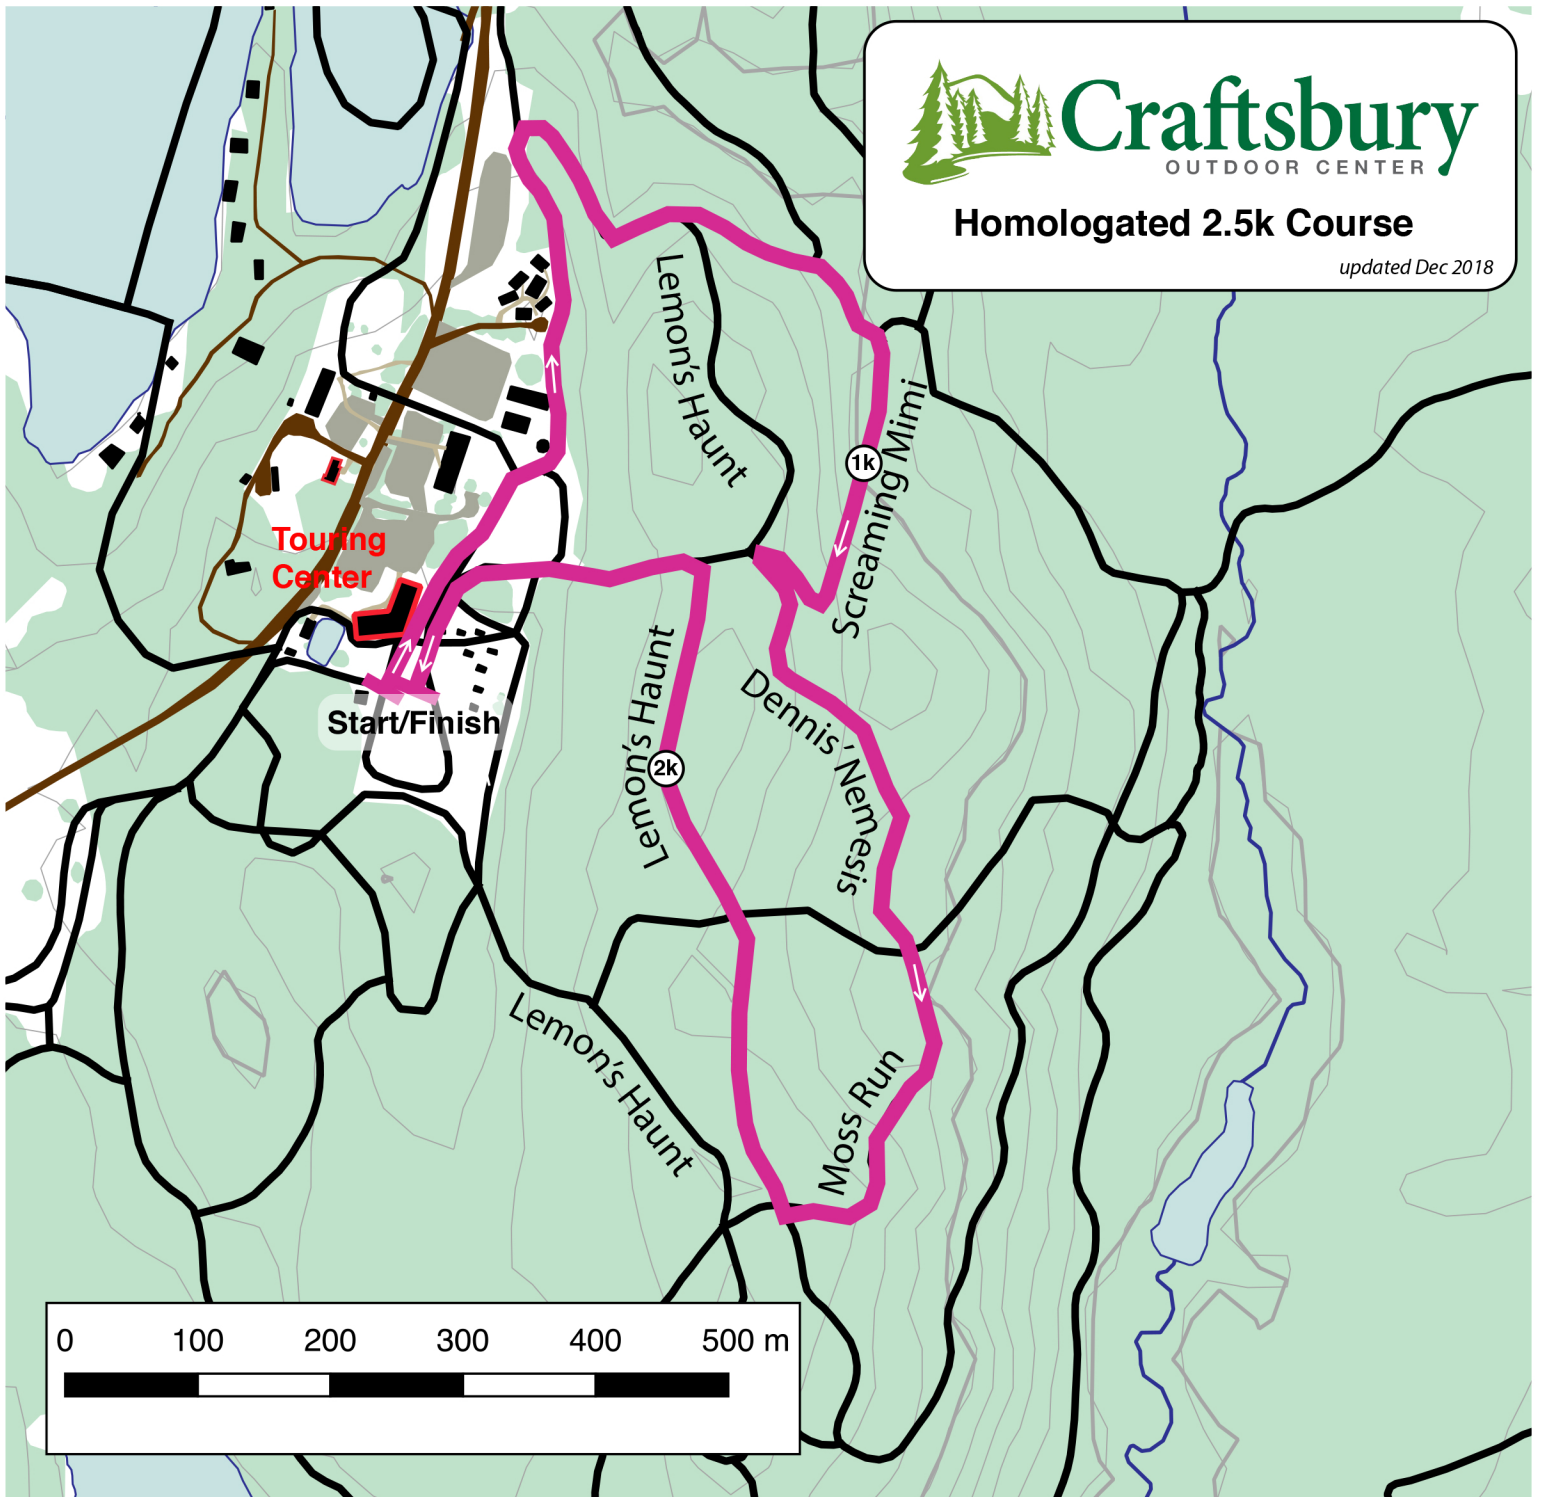 Craftsbury
OUTDOOR CENTER
Homologated 2.5k Course
updated Dec 2018
Lemon's Haunt
Screaming Mimi
1k
Touring
Center
Start/Finish
Lemon's Haunt
2k
Dennis' Nemesis
Lemon's Haunt
Moss Run
0 100 200 300 400 500 m